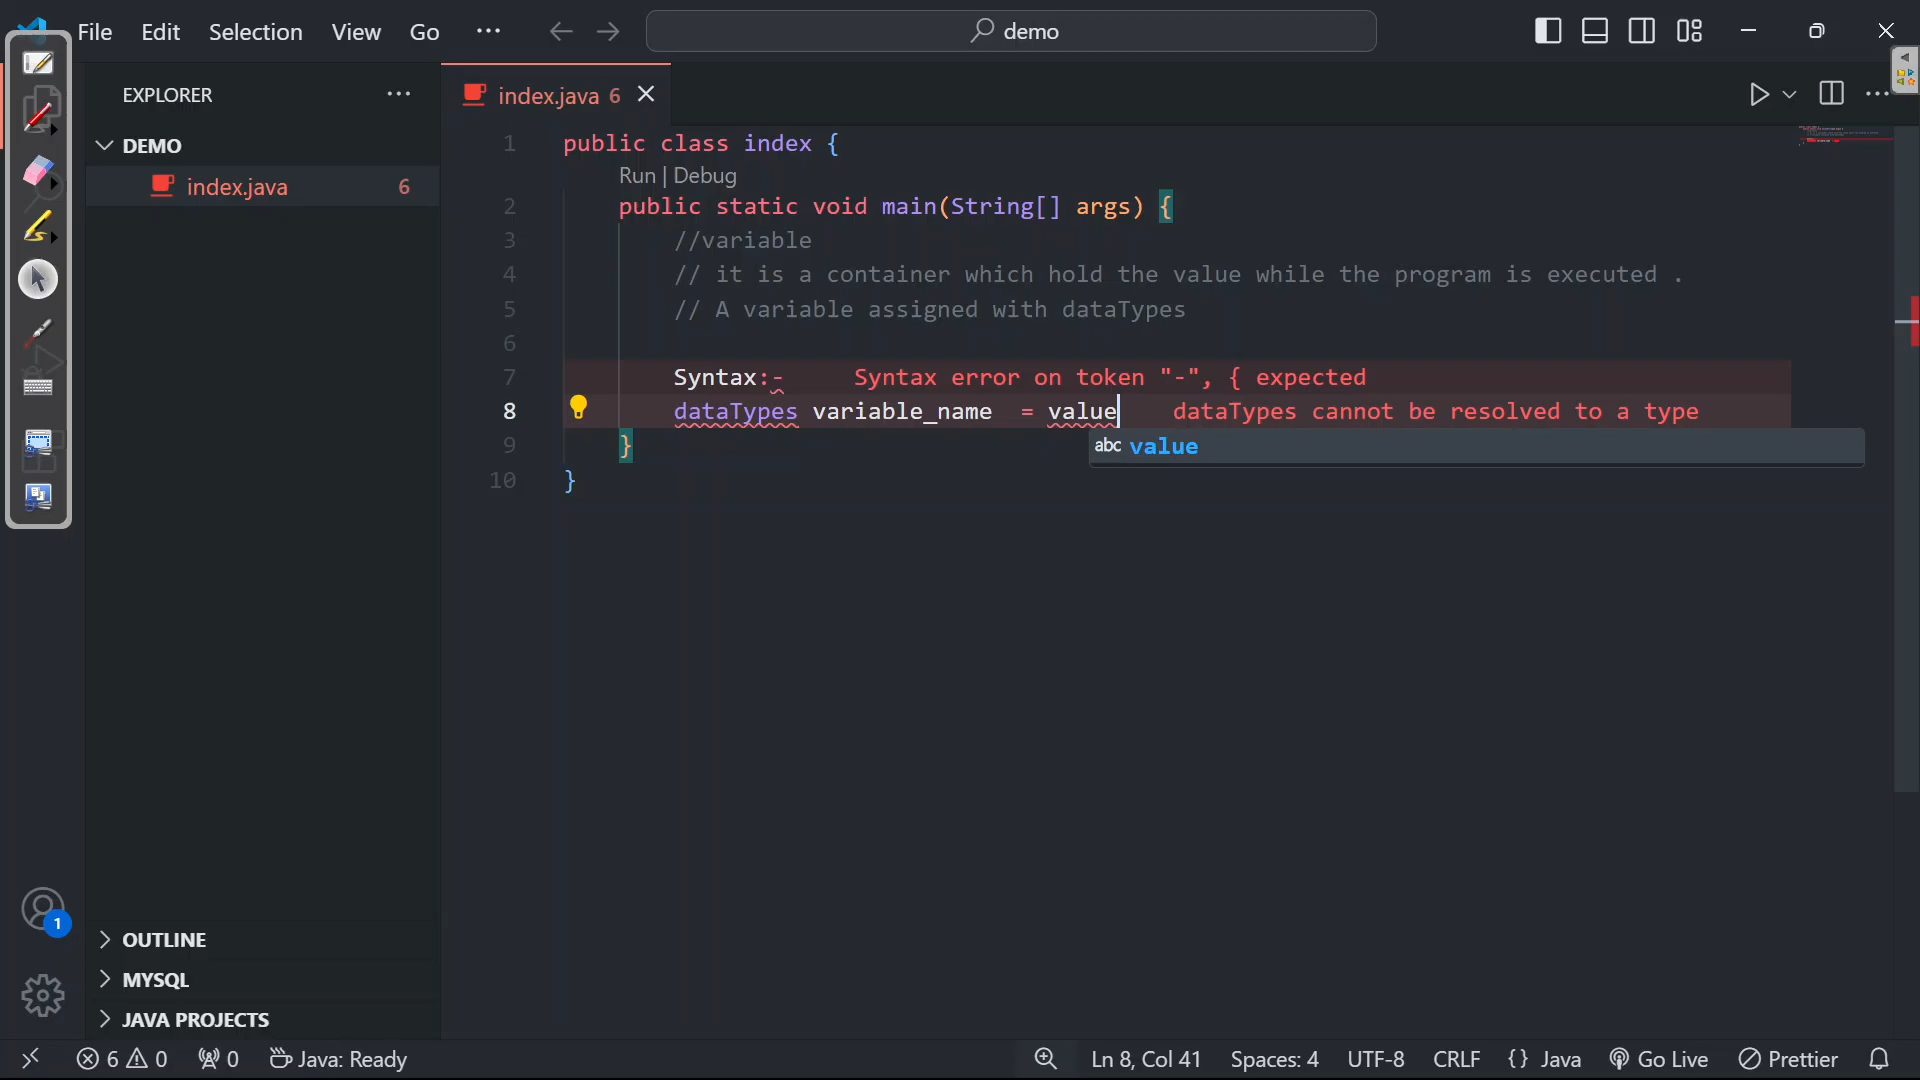 File Edit Selection View Go ··· demo
EXPLORER ···
index.java 6
DEMO
index.java 6
1 public class index {
Run | Debug
2 public static void main(String[] args) {
3 //variable
4 // it is a container which hold the value while the program is executed .
5 // A variable assigned with dataTypes
6
7 Syntax:- Syntax error on token "-", { expected
8 dataTypes variable_name = value dataTypes cannot be resolved to a type
9 }
abc value
10 }
1
OUTLINE
MYSQL
JAVA PROJECTS
6 0 0 Java: Ready Ln 8, Col 41 Spaces: 4 UTF-8 CRLF {} Java Go Live Prettier